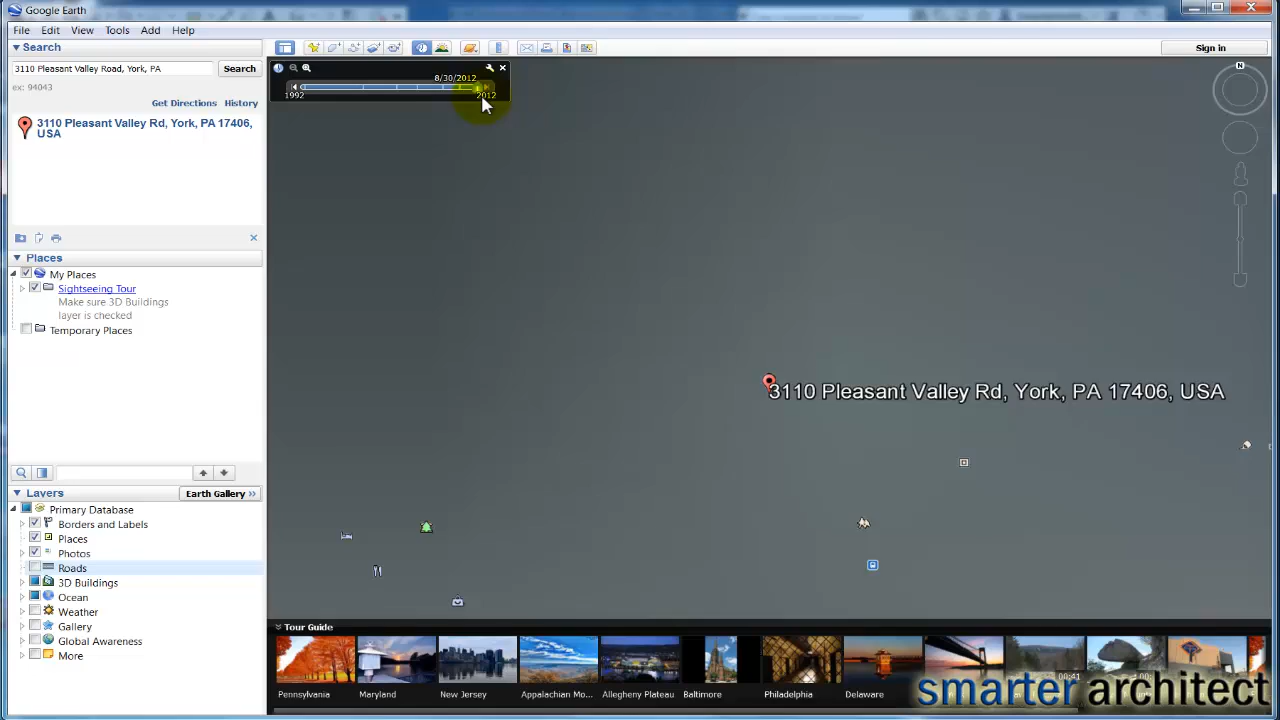 Google Earth
File Edit View Tools Add Help
Search
3110 Pleasant Valley Road, York, PA
Search
ex: 94043
Get Directions History
3110 Pleasant Valley Rd, York, PA 17406,
USA
Places
My Places
Sightseeing Tour
Make sure 3D Buildings
layer is checked
Temporary Places
Layers
Earth Gallery >>
Primary Database
Borders and Labels
Places
Photos
Roads
3D Buildings
Ocean
Weather
Gallery
Global Awareness
More
Sign in
8/30/2012
1992
2012
N
3110 Pleasant Valley Rd, York, PA 17406, USA
Tour Guide
Pennsylvania
Maryland
New Jersey
Appalachian Mo...
Allegheny Plateau
Baltimore
Philadelphia
Delaware
00:41
smarter architect